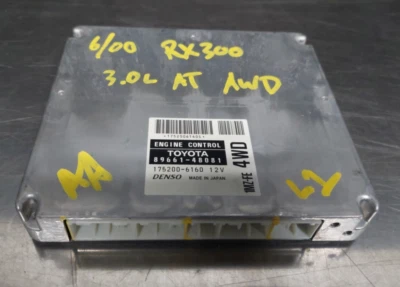 6/00 RX300
3.0L AT AWD
ENGINE CONTROL
TOYOTA
89661-48081
175200-6160 12V
DENSO MADE IN JAPAN
1MZ-FE 4WD